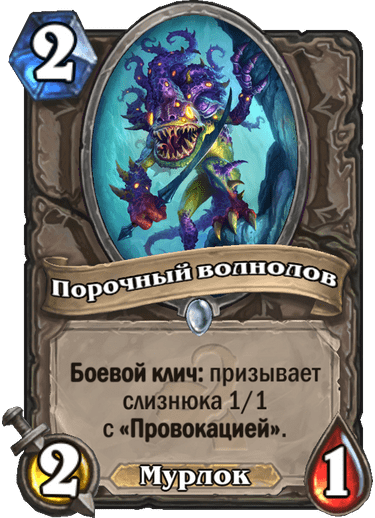 2
Порочный волнолов
Боевой клич: призывает
слизнюка 1/1
с «Провокацией».
2
Мурлок
1